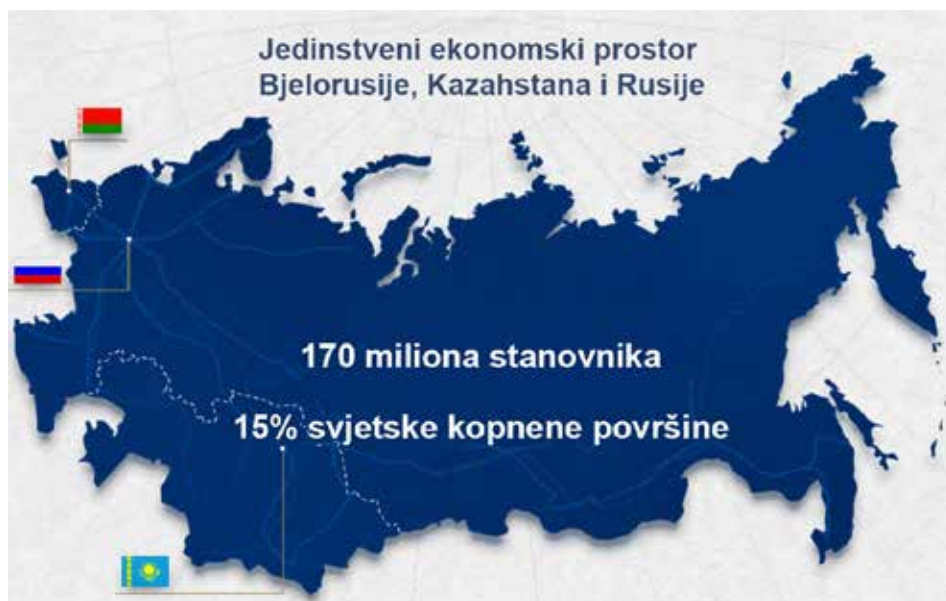 Jedinstveni ekonomski prostor
Bjelorusije, Kazahstana i Rusije
170 miliona stanovnika
15% svjetske kopnene površine